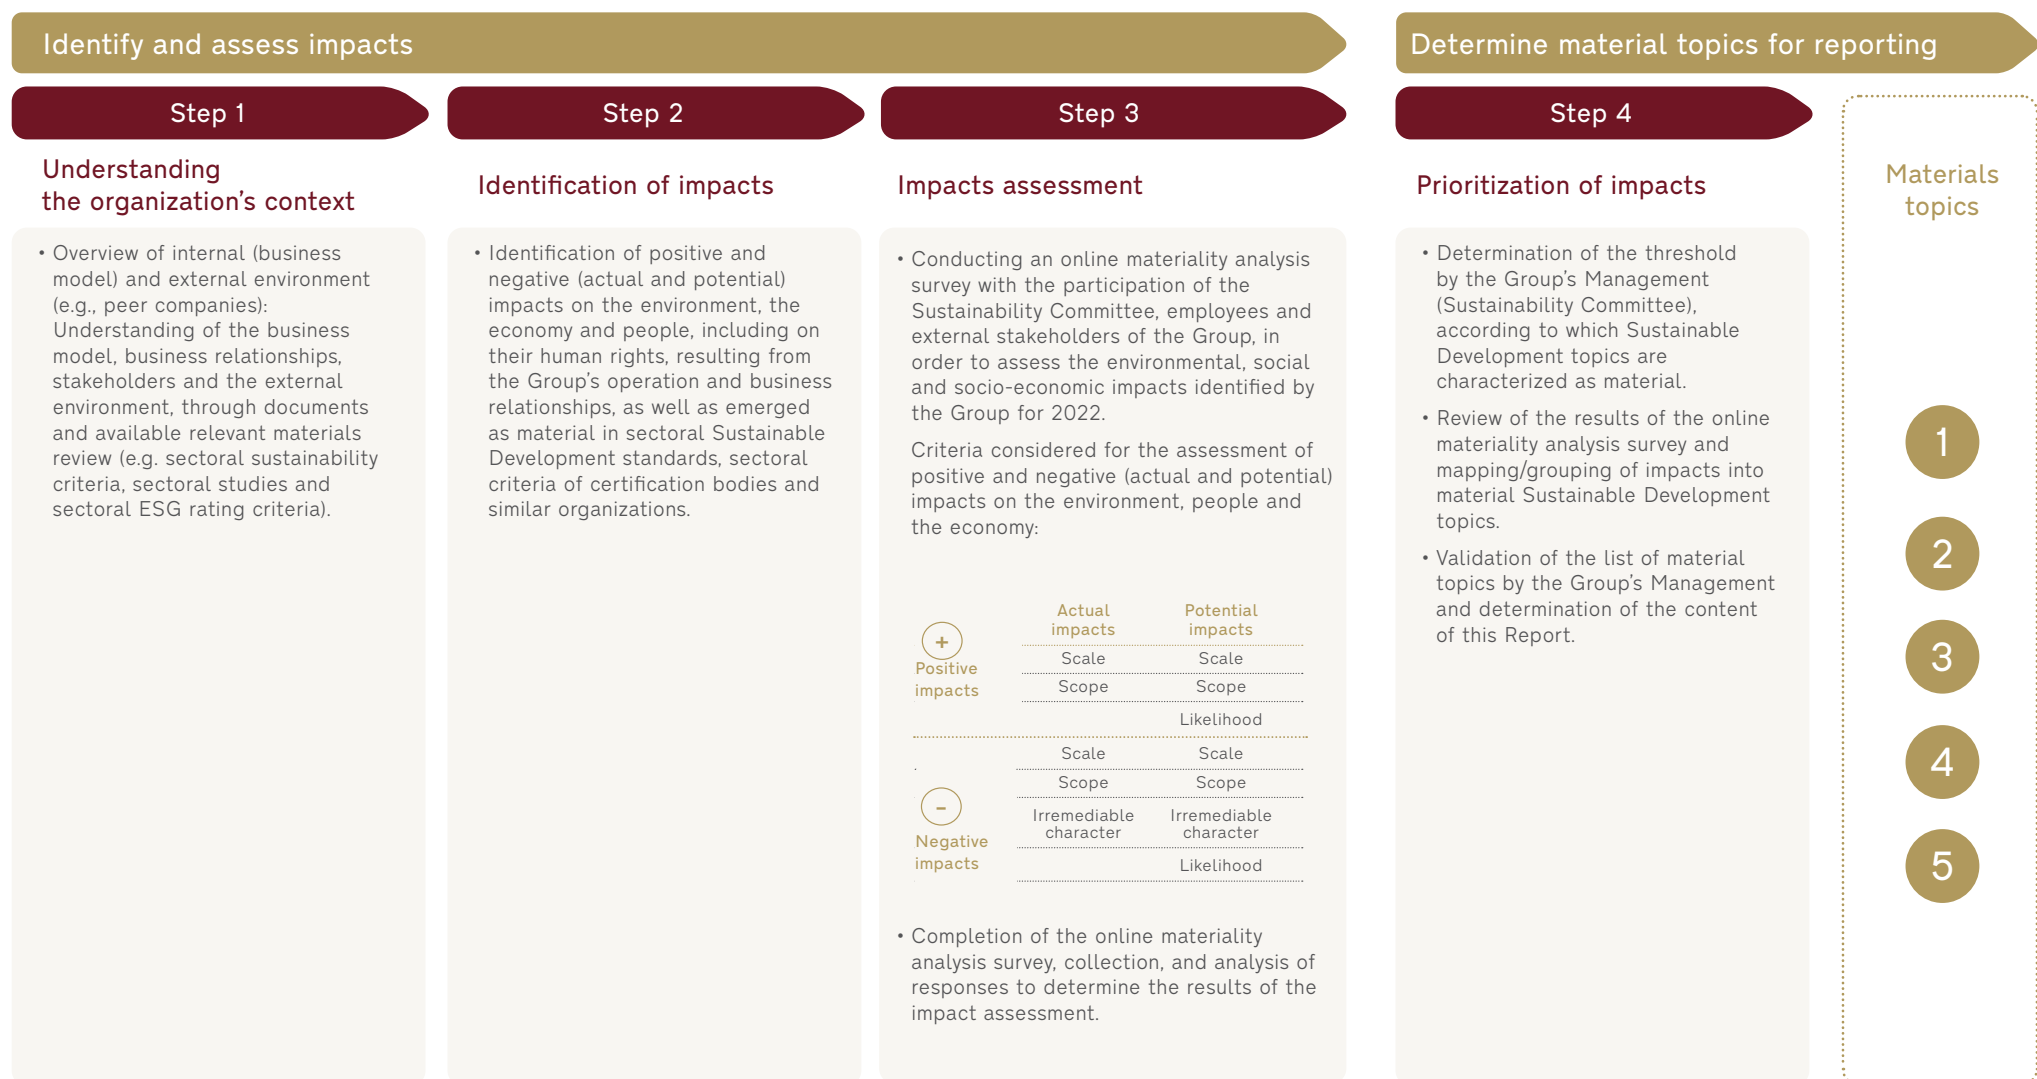 Identify and assess impacts
Determine material topics for reporting
Step 1
Understanding
the organization's context
• Overview of internal (business
model) and external environment
(e.g., peer companies):
Understanding of the business
model, business relationships,
stakeholders and the external
environment, through documents
and available relevant materials
review (e.g. sectoral sustainability
criteria, sectoral studies and
sectoral ESG rating criteria).
Step 2
Identification of impacts
• Identification of positive and
negative (actual and potential)
impacts on the environment, the
economy and people, including on
their human rights, resulting from
the Group's operation and business
relationships, as well as emerged
as material in sectoral Sustainable
Development standards, sectoral
criteria of certification bodies and
similar organizations.
Step 3
Impacts assessment
• Conducting an online materiality analysis
survey with the participation of the
Sustainability Committee, employees and
external stakeholders of the Group, in
order to assess the environmental, social
and socio-economic impacts identified by
the Group for 2022.
Criteria considered for the assessment of
positive and negative (actual and potential)
impacts on the environment, people and
the economy:
Actual Potential
impacts impacts
+
Positive
impacts
Scale Scale
Scope Scope
Likelihood
-
Negative
impacts
Scale Scale
Scope Scope
Irremediable Irremediable
character character
Likelihood
• Completion of the online materiality
analysis survey, collection, and analysis of
responses to determine the results of the
impact assessment.
Step 4
Prioritization of impacts
• Determination of the threshold
by the Group's Management
(Sustainability Committee),
according to which Sustainable
Development topics are
characterized as material.
• Review of the results of the online
materiality analysis survey and
mapping/grouping of impacts into
material Sustainable Development
topics.
• Validation of the list of material
topics by the Group's Management
and determination of the content
of this Report.
Materials
topics
1
2
3
4
5